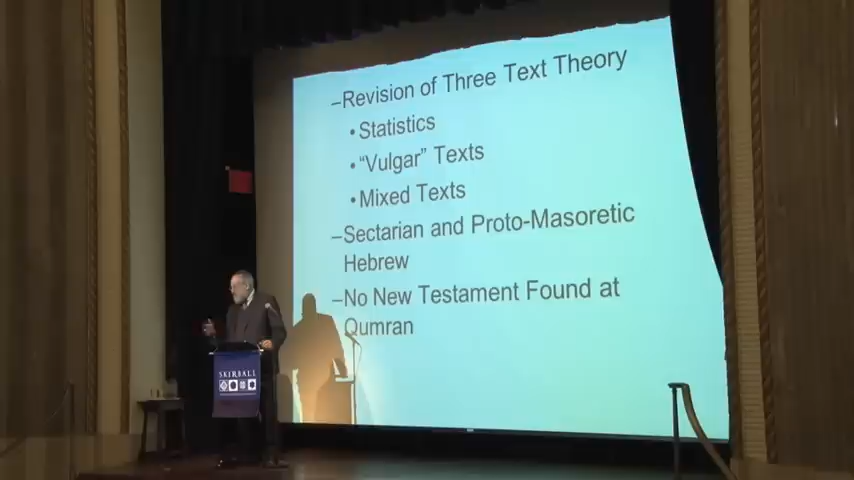 –Revision of Three Text Theory
•Statistics
•“Vulgar” Texts
•Mixed Texts
–Sectarian and Proto-Masoretic
Hebrew
–No New Testament Found at
Qumran
SKIRBALL